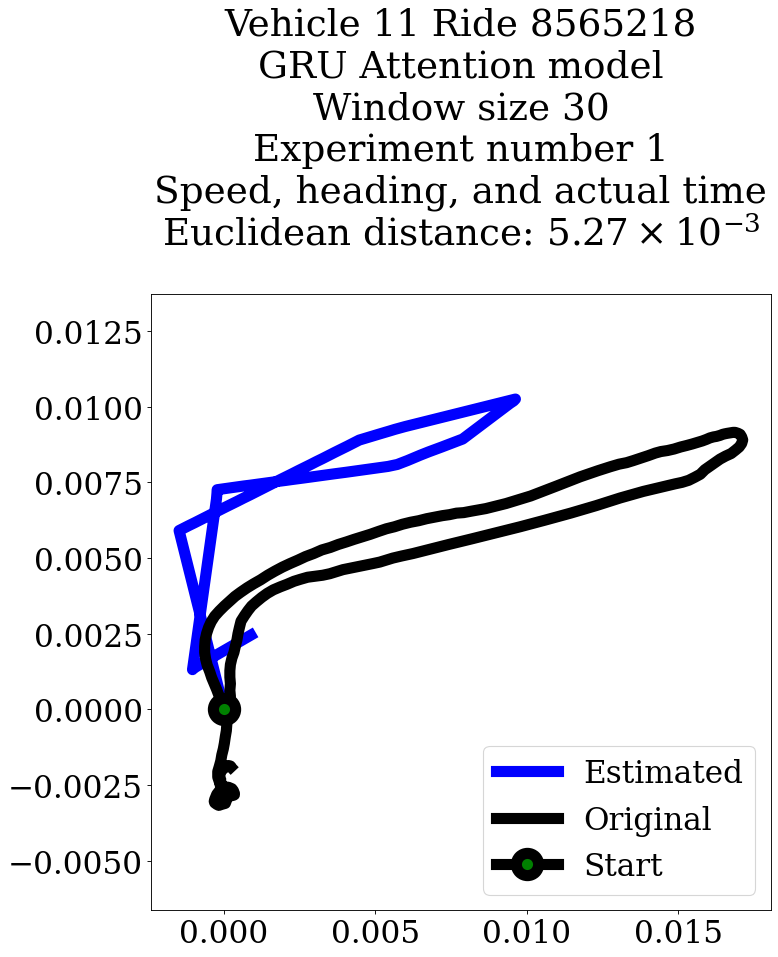 Vehicle 11 Ride 8565218
GRU Attention model
Window size 30
Experiment number 1
Speed, heading, and actual time
Euclidean distance: 5.27 × 10⁻³
0.0125
0.0100
0.0075
0.0050
0.0025
0.0000
−0.0025
−0.0050
Estimated
Original
Start
0.000 0.005 0.010 0.015